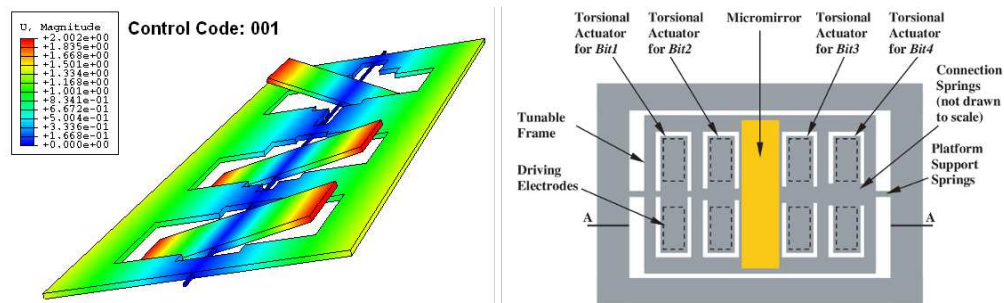 U, Magnitude
+2.002e+00
+1.835e+00
+1.668e+00
+1.501e+00
+1.334e+00
+1.168e+00
+1.001e+00
+8.341e-01
+6.672e-01
+5.004e-01
+3.336e-01
+1.668e-01
+0.000e+00
Control Code: 001
Torsional
Actuator
for Bit1
Torsional
Actuator
for Bit2
Micromirror
Torsional
Actuator
for Bit3
Torsional
Actuator
for Bit4
Connection
Springs
(not drawn
to scale)
Tunable
Frame
Platform
Support
Springs
Driving
Electrodes
A
A